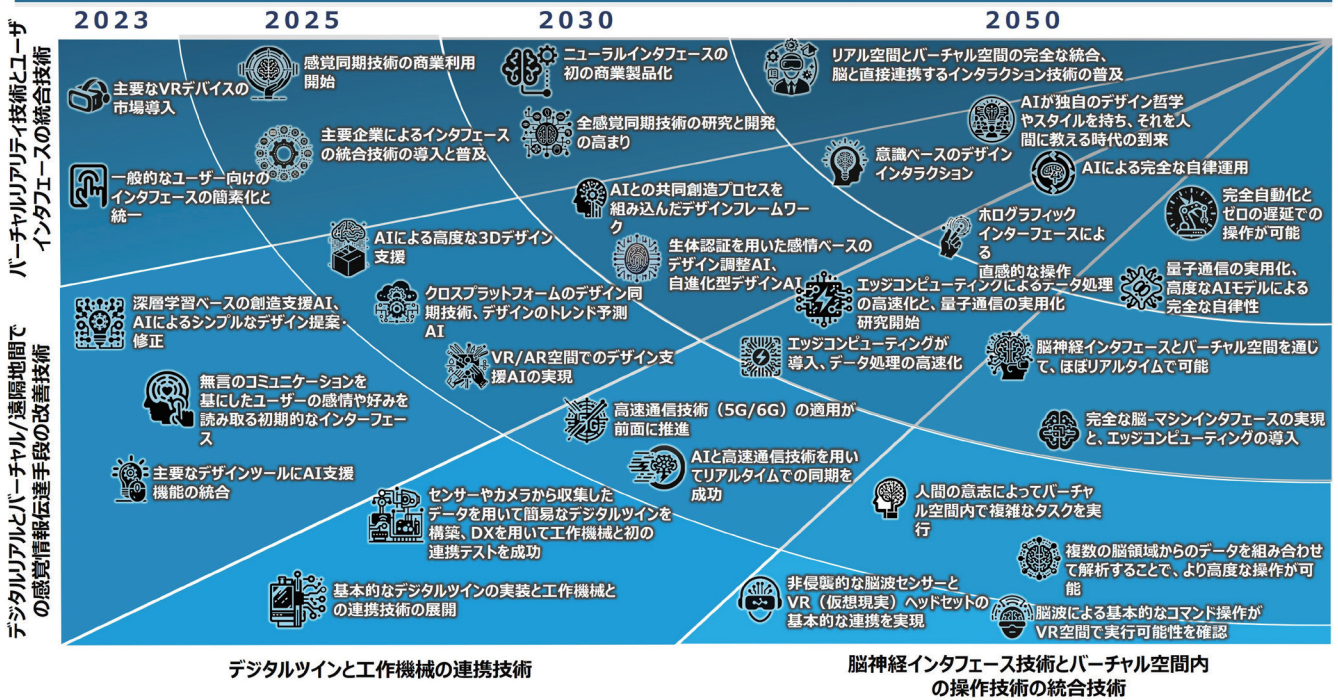 2023
2025
2030
2050
バーチャルリアリティ技術とユーザ
インタフェースの統合技術
デジタルリアルとバーチャル/遠隔地間で
の感覚情報伝達手段の改善技術
主要なVRデバイスの
市場導入
一般的なユーザー向けの
インタフェースの簡素化と
統一
感覚同期技術の商業利用
開始
主要企業によるインタフェース
の統合技術の導入と普及
ニューラルインタフェースの
初の商業製品化
全感覚同期技術の研究と開発
の高まり
リアル空間とバーチャル空間の完全な統合、
脳と直接連携するインタラクション技術の普及
深層学習ベースの創造支援AI、
AIによるシンプルなデザイン提案・
修正
無言のコミュニケーションを
基にしたユーザーの感情や好みを
読み取る初期的なインターフェー
ス
主要なデザインツールにAI支援
機能の統合
AIによる高度な3Dデザイン
支援
クロスプラットフォームのデザイン同
期技術、デザインのトレンド予測
AI
VR/AR空間でのデザイン支
援AIの実現
AIとの共同創造プロセスを
組み込んだデザインフレームワー
ク
生体認証を用いた感情ベースの
デザイン調整AI、
自進化型デザインAI
意識ベースのデザイン
インタラクション
AIが独自のデザイン哲学
やスタイルを持ち、それを人
間に教える時代の到来
基本的なデジタルツインの実装と工作機械と
の連携技術の展開
センサーやカメラから収集した
データを用いて簡易なデジタルツインを
構築、DXを用いて工作機械と初の
連携テストを成功
高速通信技術（5G/6G）の適用が
前面に推進
AIと高速通信技術を用い
てリアルタイムでの同期を
成功
エッジコンピューティングが
導入、データ処理の高速化
エッジコンピューティングによるデータ処理
の高速化と、量子通信の実用化
研究開始
ホログラフィック
インターフェースによ
る
直感的な操作
AIによる完全な自律運用
完全自動化と
ゼロの遅延での
操作が可能
量子通信の実用化、
高度なAIモデルによる
完全な自律性
脳神経インタフェースとバーチャル空間を通じ
て、ほぼリアルタイムで可能
完全な脳-マシンインタフェースの実現
と、エッジコンピューティングの導入
人間の意志によってバーチャ
ル空間内で複雑なタスクを実
行
複数の脳領域からのデータを組み合わせ
て解析することで、より高度な操作が可
能
非侵襲的な脳波センサーと
VR（仮想現実）ヘッドセットの
基本的な連携を実現
脳波による基本的なコマンド操作が
VR空間で実行可能性を確認
デジタルツインと工作機械の連携技術
脳神経インタフェース技術とバーチャル空間内
の操作技術の統合技術